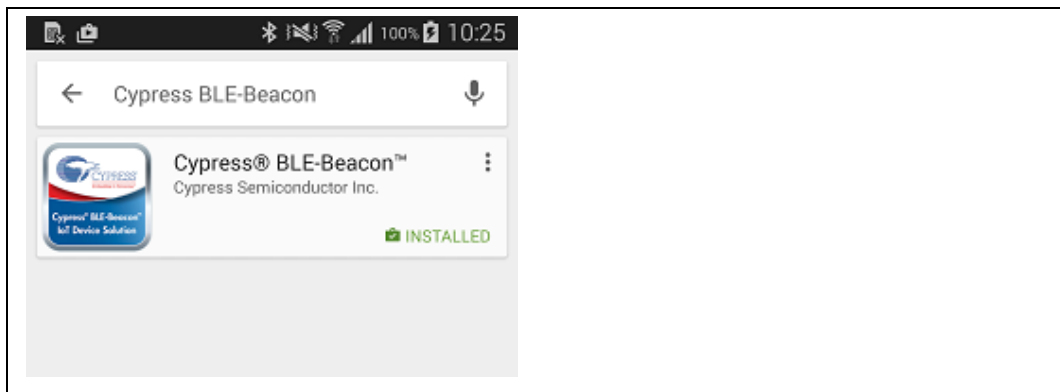 100% 10:25
Cypress BLE-Beacon
Cypress® BLE-Beacon™
Cypress Semiconductor Inc.
CYPRESS
Cypress® BLE-Beacon™
IoT Device Solution
INSTALLED